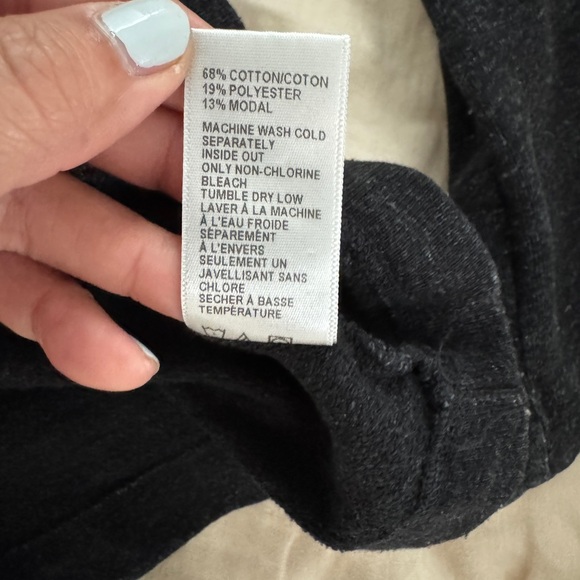 68% COTTON/COTON
19% POLYESTER
13% MODAL
MACHINE WASH COLD
SEPARATELY
INSIDE OUT
ONLY NON-CHLORINE
BLEACH
TUMBLE DRY LOW
LAVER À LA MACHINE
À L'EAU FROIDE
SÉPARÉMENT
À L'ENVERS
SEULEMENT UN
JAVELLISANT SANS
CHLORE
SECHER À BASSE
TEMPÉRATURE